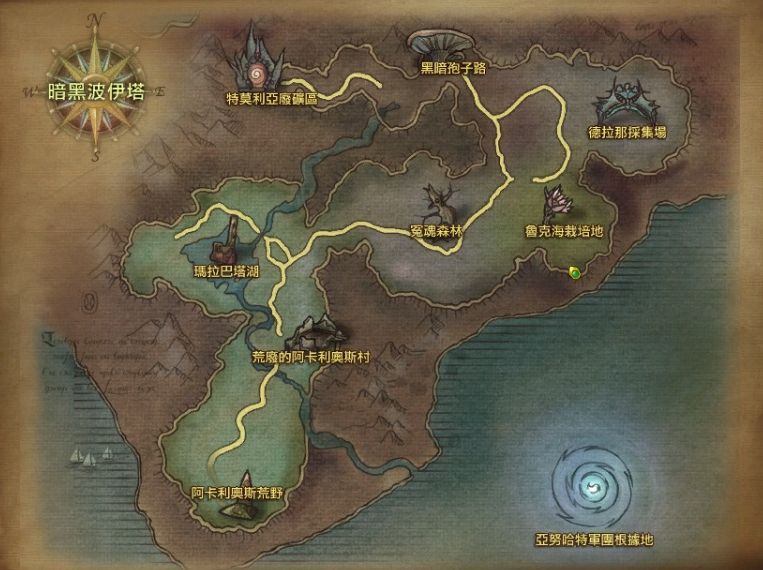 N
暗黑波伊塔
W
E
S
特莫利亞廢礦區
黑暗孢子路
德拉那採集場
冤魂森林
魯克海栽培地
瑪拉巴塔湖
荒廢的阿卡利奧斯村
阿卡利奧斯荒野
亞努哈特軍團根據地